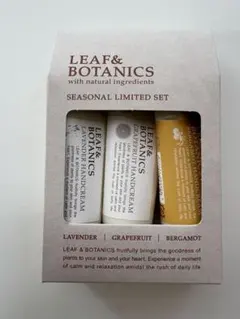 LEAF&
BOTANICS
with natural ingredients
SEASONAL LIMITED SET
LEAF&
BOTANICS
LAVENDER HANDCREAM
LEAF&
BOTANICS
GRAPEFRUIT HANDCREAM
LAVENDER | GRAPEFRUIT | BERGAMOT
LEAF & BOTANICS fruitfully brings the goodness of
plants to your skin and your heart. Experience a moment
of calm and relaxation amidst the rush of daily life